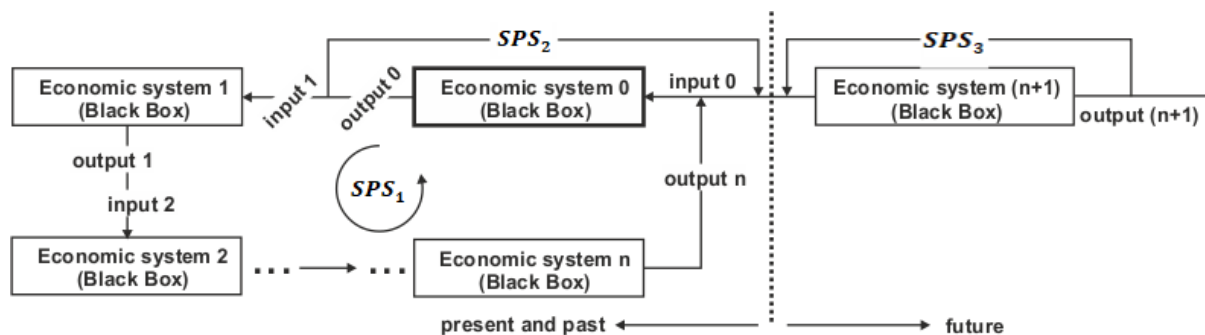 SPS₂
SPS₃
Economic system 1
(Black Box)
input 1
output 0
Economic system 0
(Black Box)
input 0
Economic system (n+1)
(Black Box)
output (n+1)
output 1
input 2
SPS₁
output n
Economic system 2
(Black Box)
... ...
Economic system n
(Black Box)
present and past
future